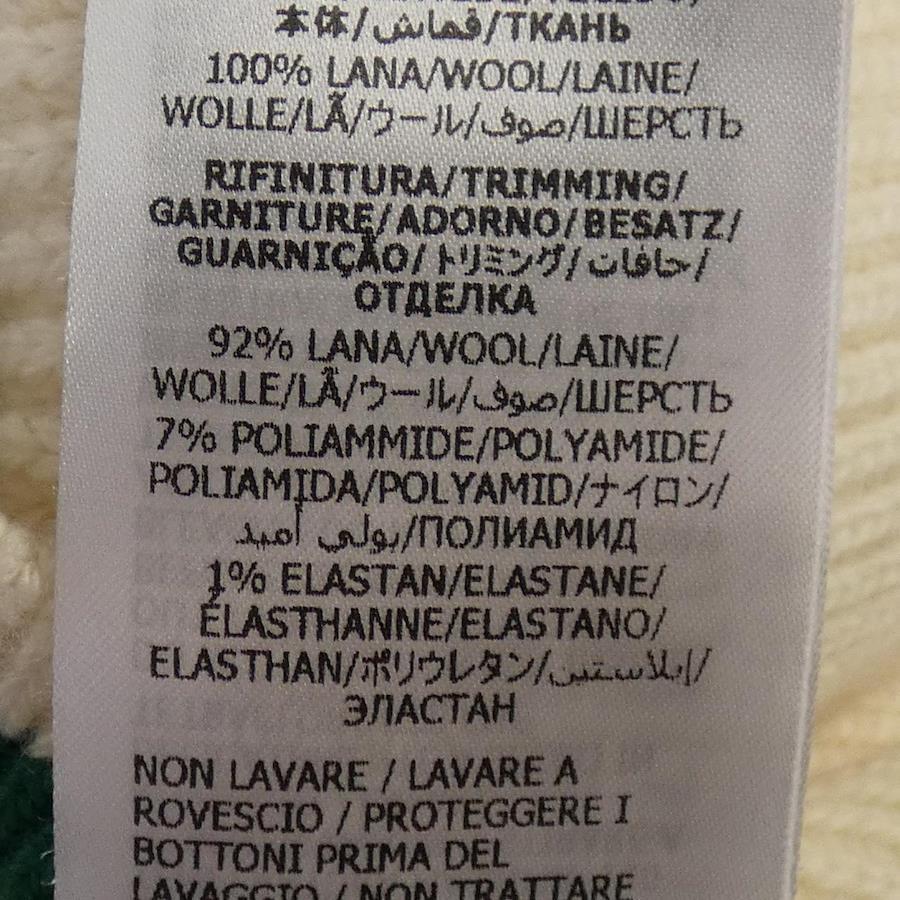 本体/قماش/ТКАНЬ
100% LANA/WOOL/LAINE/
WOLLE/LÃ/ウール/صوف/ШЕРСТЬ
RIFINITURA/TRIMMING/
GARNITURE/ADORNO/BESATZ/
GUARNIÇÃO/トリミング/حافات/
ОТДЕЛКА
92% LANA/WOOL/LAINE/
WOLLE/LÃ/ウール/صوف/ШЕРСТЬ
7% POLIAMMIDE/POLYAMIDE/
POLIAMIDA/POLYAMID/ナイロン/
بولي أميد/ПОЛИАМИД
1% ELASTAN/ELASTANE/
ÉLASTHANNE/ELASTANO/
ELASTHAN/ポリウレタン/إيلاستين/
ЭЛАСТАН
NON LAVARE / LAVARE A
ROVESCIO / PROTEGGERE I
BOTTONI PRIMA DEL
LAVAGGIO / NON TRATTARE